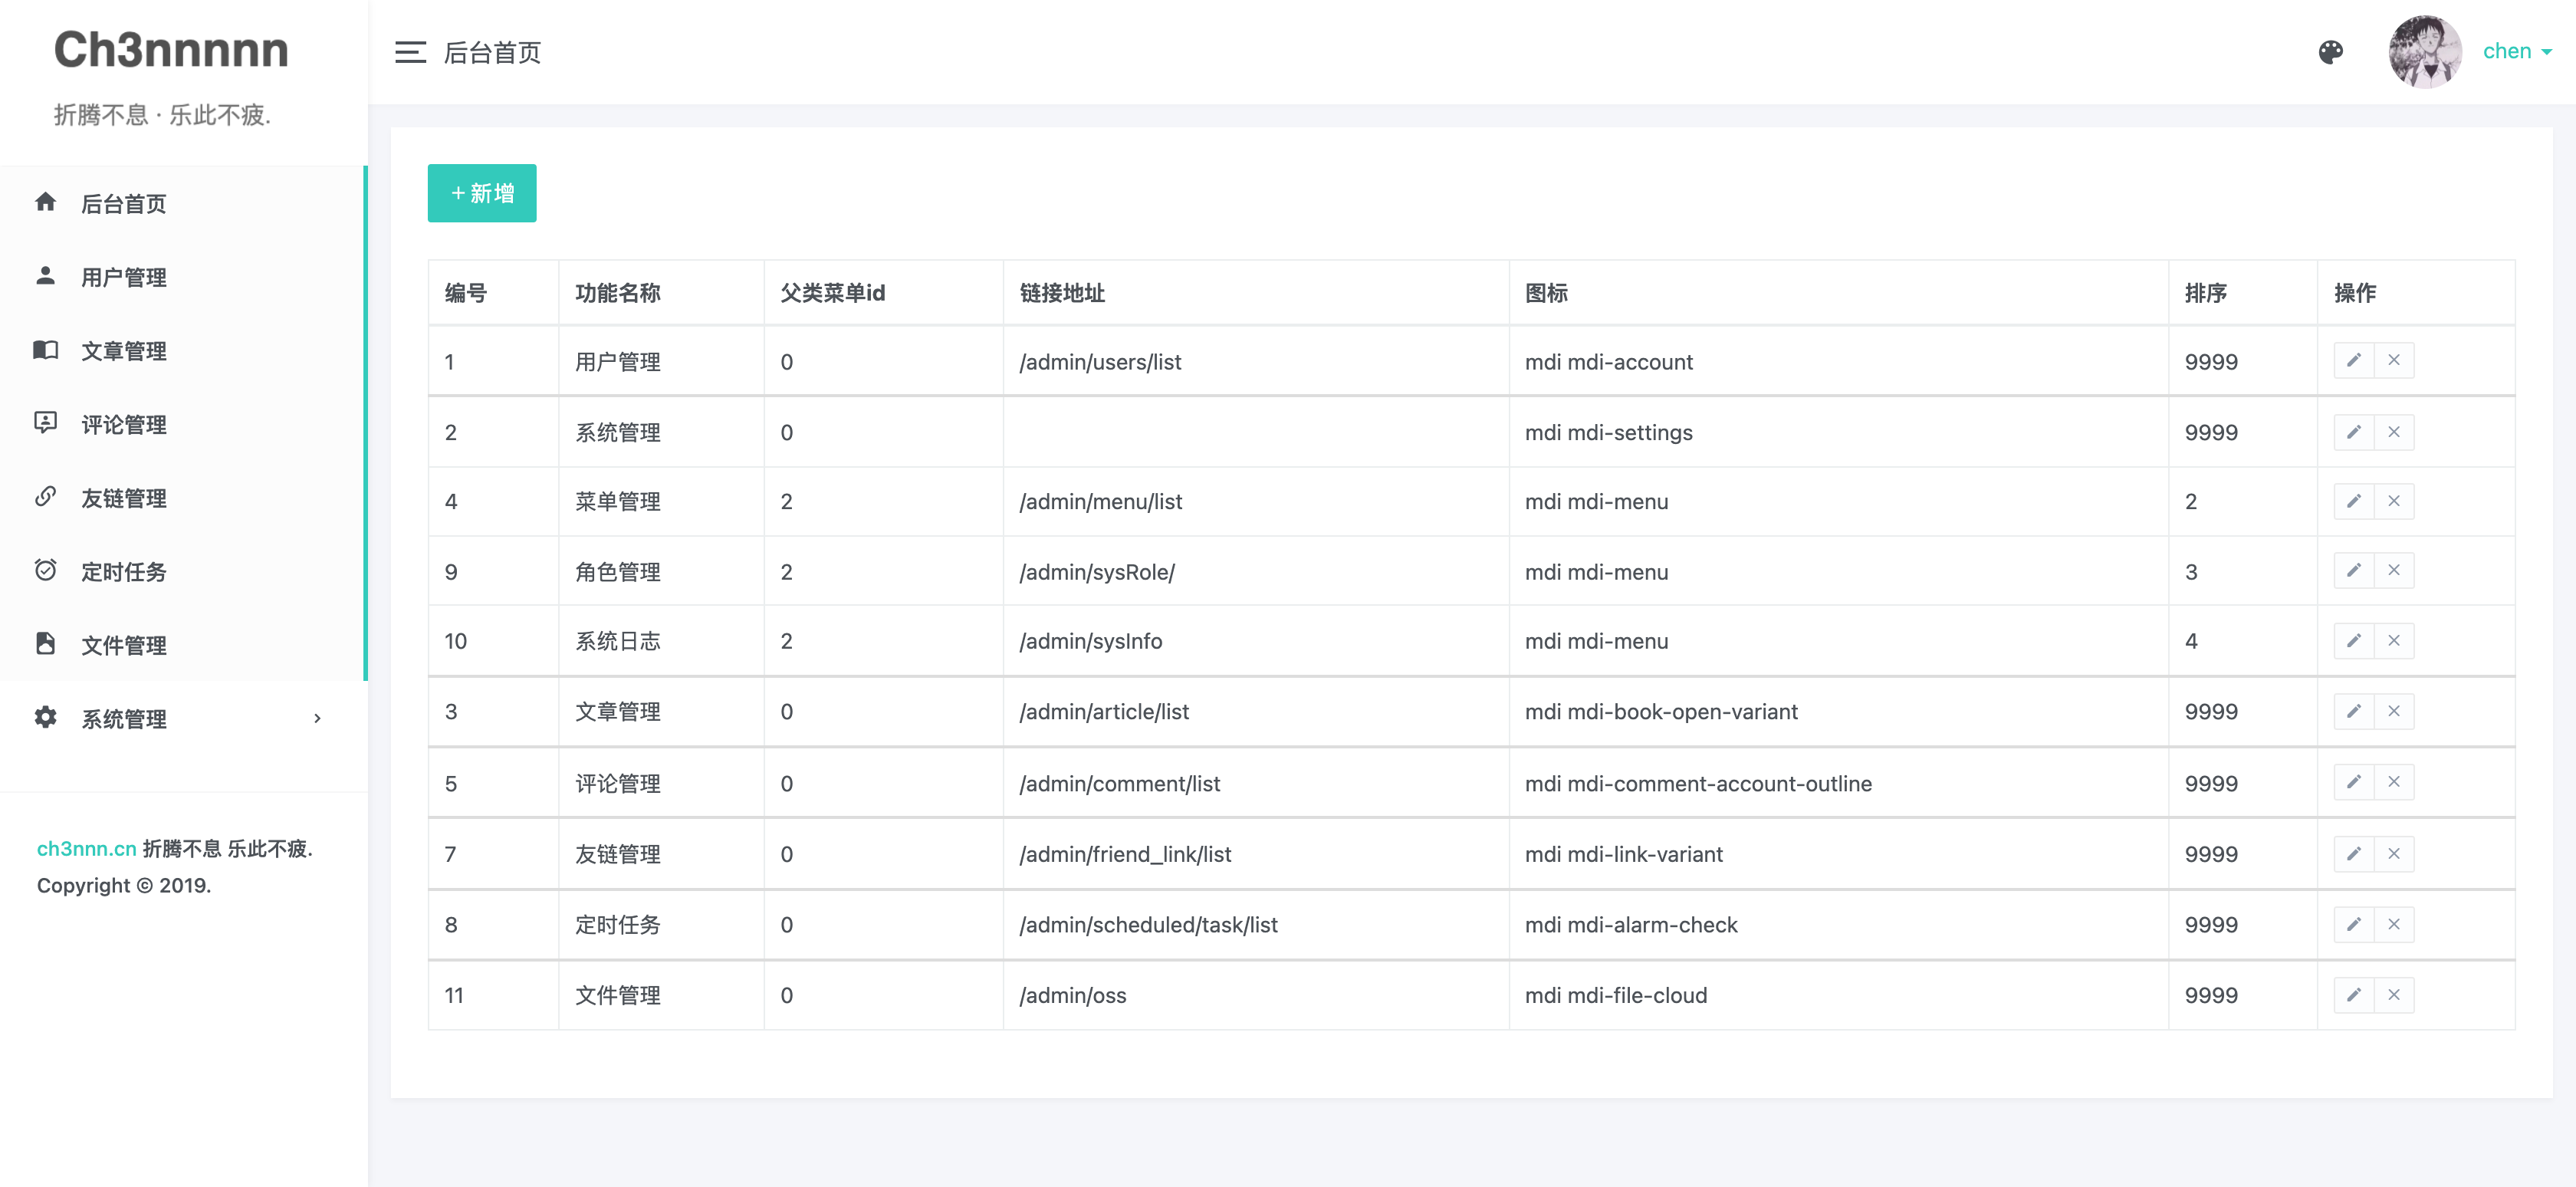 Ch3nnnnn
折腾不息 · 乐此不疲.
后台首页
用户管理
文章管理
评论管理
友链管理
定时任务
文件管理
系统管理
ch3nnn.cn 折腾不息 乐此不疲.
Copyright © 2019.
后台首页
chen
+ 新增
编号 功能名称 父类菜单id 链接地址 图标 排序 操作
1 用户管理 0 /admin/users/list mdi mdi-account 9999
2 系统管理 0 mdi mdi-settings 9999
4 菜单管理 2 /admin/menu/list mdi mdi-menu 2
9 角色管理 2 /admin/sysRole/ mdi mdi-menu 3
10 系统日志 2 /admin/sysInfo mdi mdi-menu 4
3 文章管理 0 /admin/article/list mdi mdi-book-open-variant 9999
5 评论管理 0 /admin/comment/list mdi mdi-comment-account-outline 9999
7 友链管理 0 /admin/friend_link/list mdi mdi-link-variant 9999
8 定时任务 0 /admin/scheduled/task/list mdi mdi-alarm-check 9999
11 文件管理 0 /admin/oss mdi mdi-file-cloud 9999